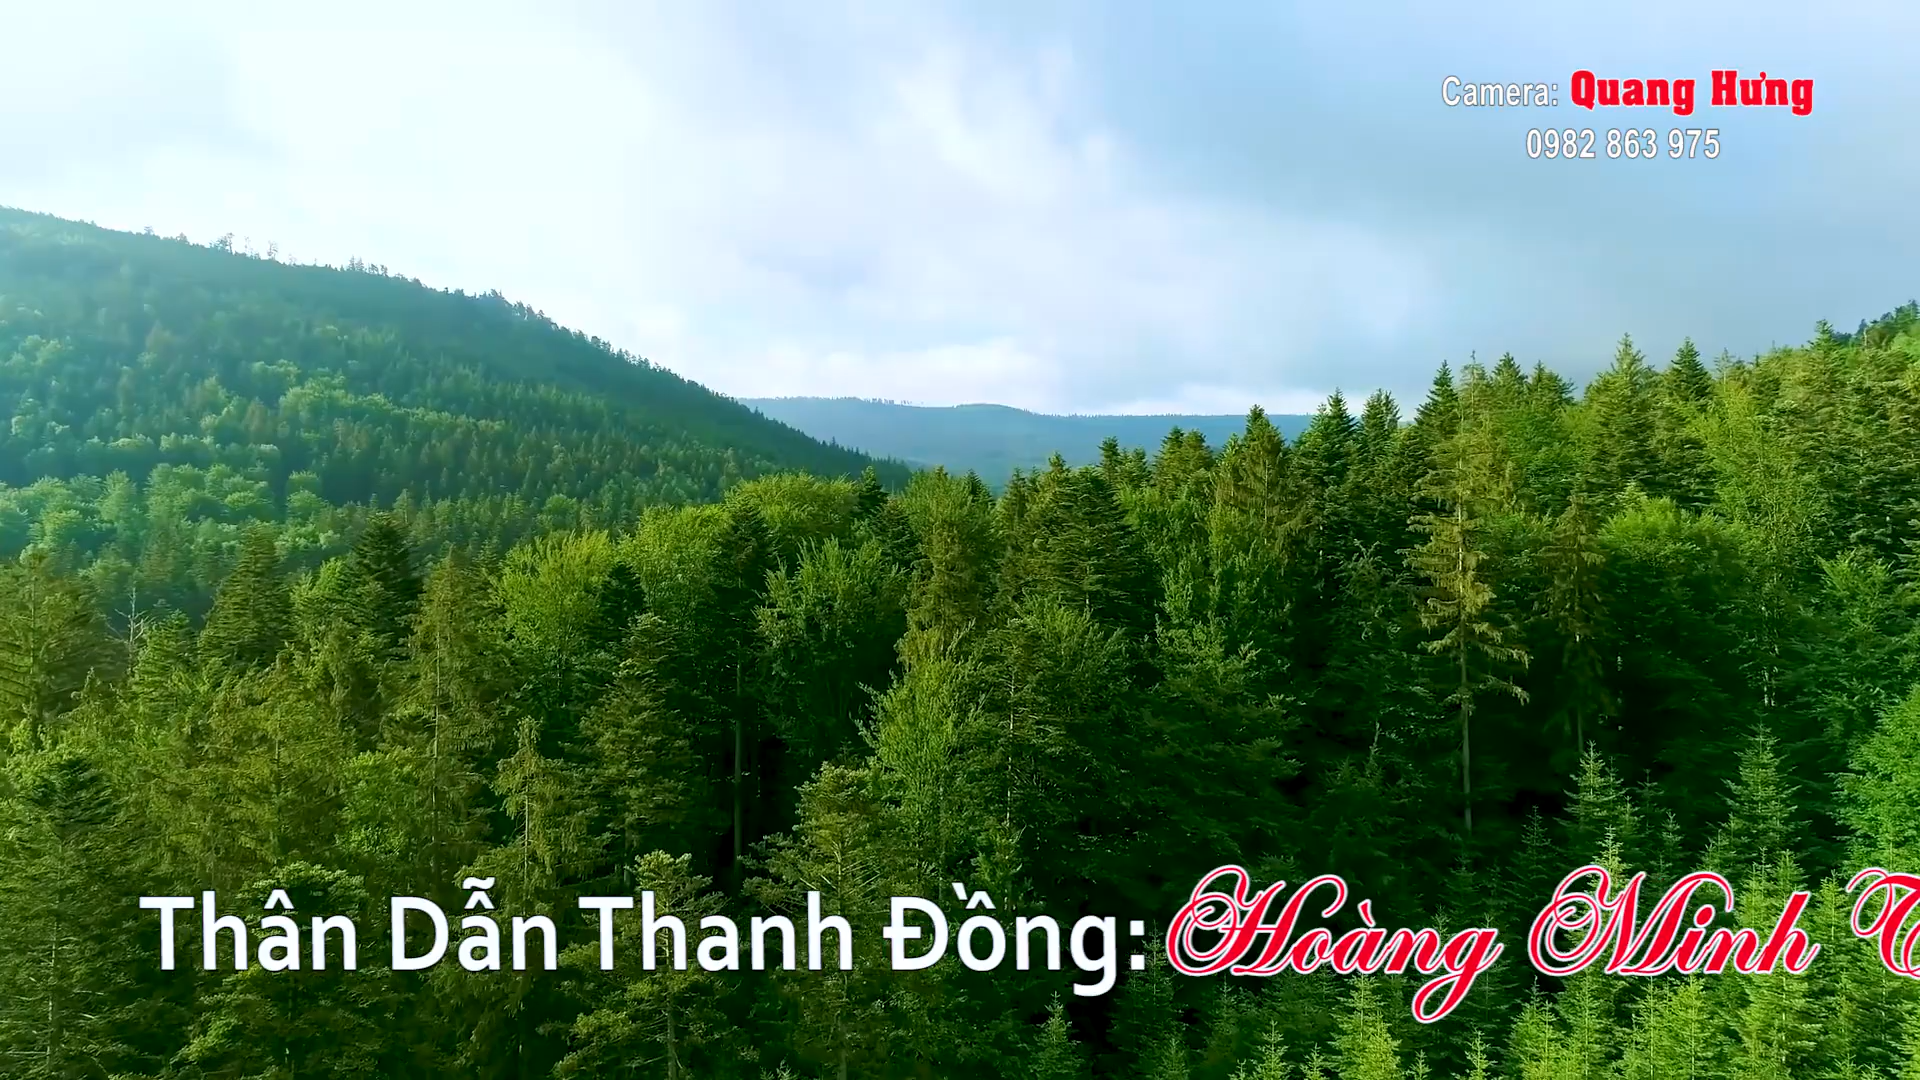 Camera: Quang Hưng
0982 863 975
Thân Dẫn Thanh Đồng: Hoàng Minh